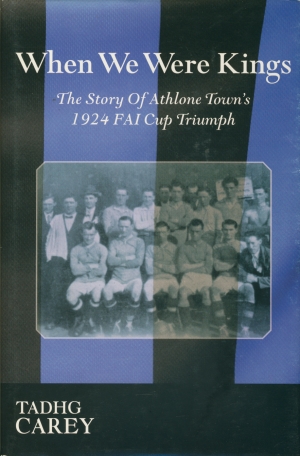 When We Were Kings
The Story Of Athlone Town's
1924 FAI Cup Triumph
TADHG
CAREY